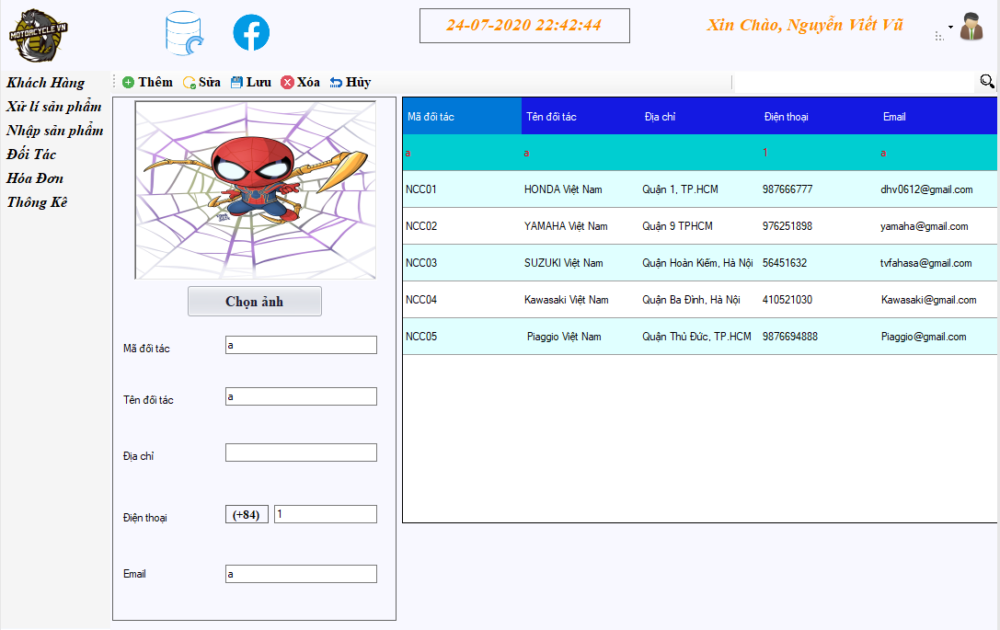 MOTORCYCLE VN
24-07-2020 22:42:44
Xin Chào, Nguyễn Viết Vũ
Khách Hàng
Xử lí sản phẩm
Nhập sản phẩm
Đối Tác
Hóa Đơn
Thông Kê
Thêm Sửa Lưu Xóa Hủy
Chọn ảnh
Mã đối tác a
Tên đối tác a
Địa chỉ
Điện thoại (+84) 1
Email a
Mã đối tác Tên đối tác Địa chỉ Điện thoại Email
a a 1 a
NCC01 HONDA Việt Nam Quận 1, TP.HCM 987666777 dhv0612@gmail.com
NCC02 YAMAHA Việt Nam Quận 9 TPHCM 976251898 yamaha@gmail.com
NCC03 SUZUKI Việt Nam Quận Hoàn Kiếm, Hà Nội 56451632 tvfahasa@gmail.com
NCC04 Kawasaki Việt Nam Quận Ba Đình, Hà Nội 410521030 Kawasaki@gmail.com
NCC05 Piaggio Việt Nam Quận Thủ Đức, TP.HCM 9876694888 Piaggio@gmail.com